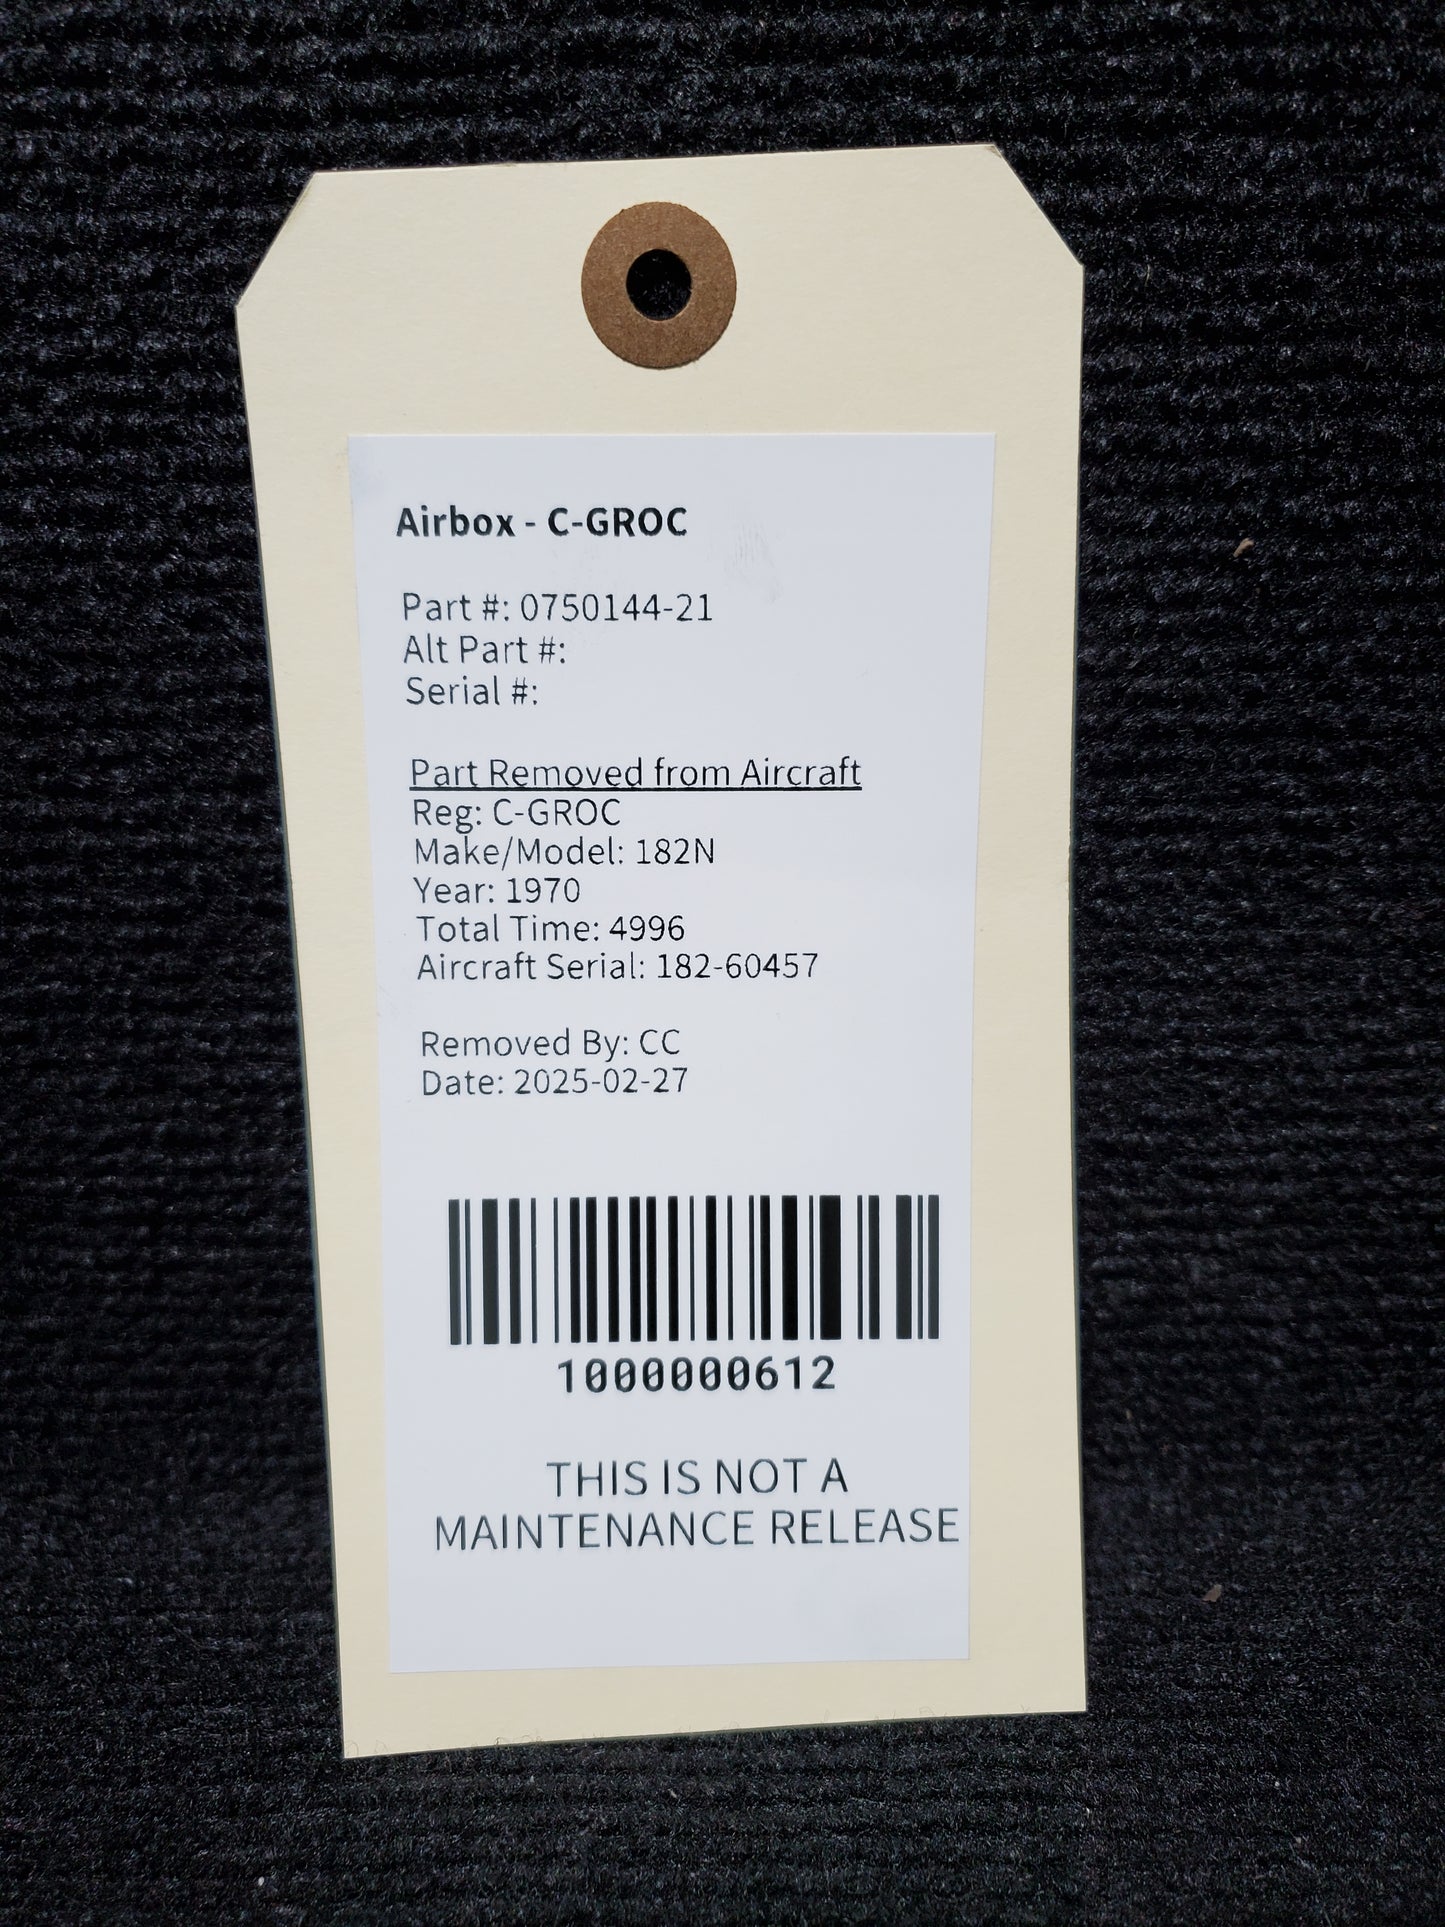 Airbox - C-GROC
Part #: 0750144-21
Alt Part #:
Serial #:
Part Removed from Aircraft
Reg: C-GROC
Make/Model: 182N
Year: 1970
Total Time: 4996
Aircraft Serial: 182-60457
Removed By: CC
Date: 2025-02-27
1000000612
THIS IS NOT A
MAINTENANCE RELEASE